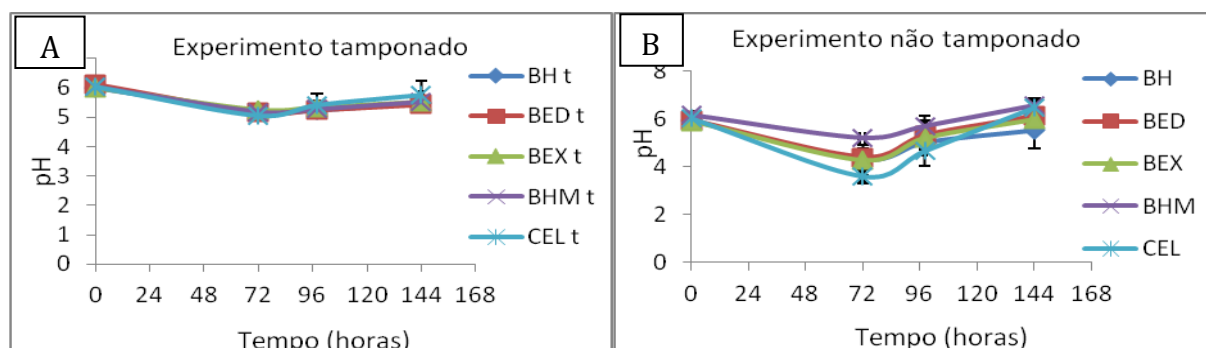 A
Experimento tamponado
6
5
4
3
2
1
0
pH
0 24 48 72 96 120 144 168
Tempo (horas)
BH t
BED t
BEX t
BHM t
CEL t
B
Experimento não tamponado
8
6
4
2
0
pH
0 24 48 72 96 120 144 168
Tempo (horas)
BH
BED
BEX
BHM
CEL